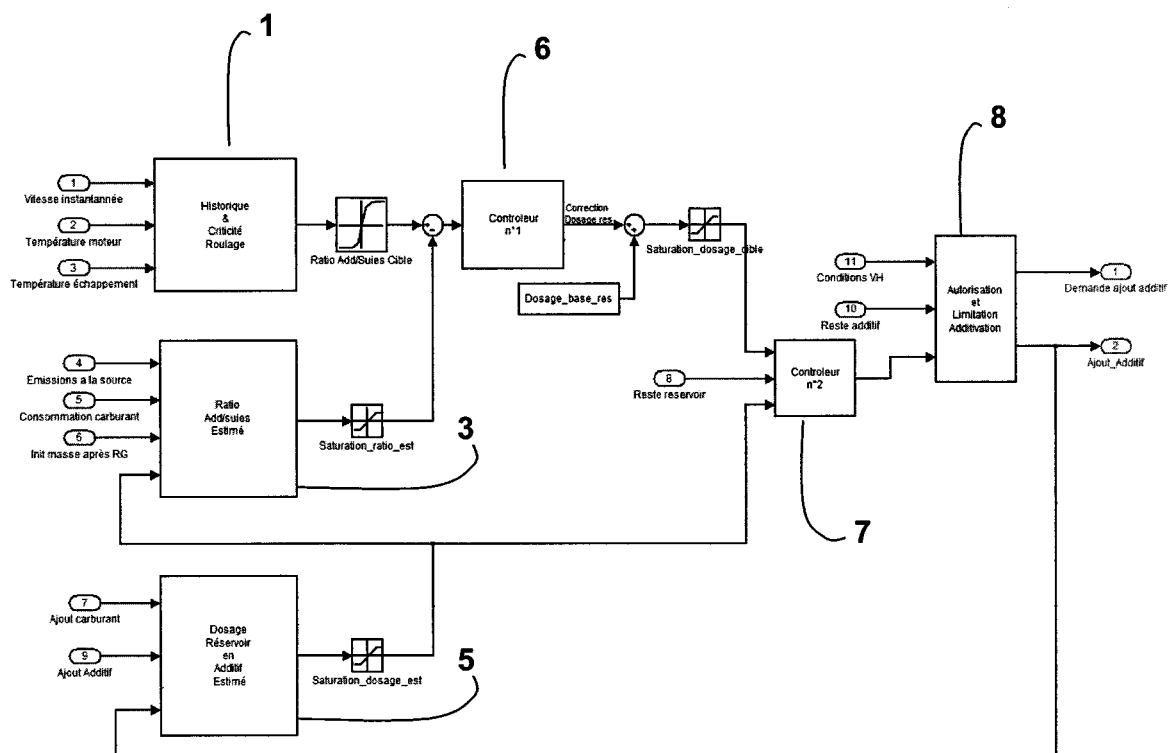 1
6
8
1
Vitesse instantannée
2
Température moteur
3
Température échappement
Historique
&
Criticité
Roulage
Ratio Add/Suies Cible
Controleur
n°1
Correction
Dosage res
Saturation_dosage_cible
Dosage_base_res
11
Conditions VH
10
Reste additif
Autorisation
et
Limitation
Additivation
1
Demande ajout additif
2
Ajout_Additif
4
Emissions a la source
5
Consommation carburant
6
Init masse après RG
Ratio
Add/suies
Estimé
Saturation_ratio_est
3
8
Reste reservoir
Controleur
n°2
7
7
Ajout carburant
9
Ajout Additif
Dosage
Réservoir
en
Additif
Estimé
Saturation_dosage_est
5